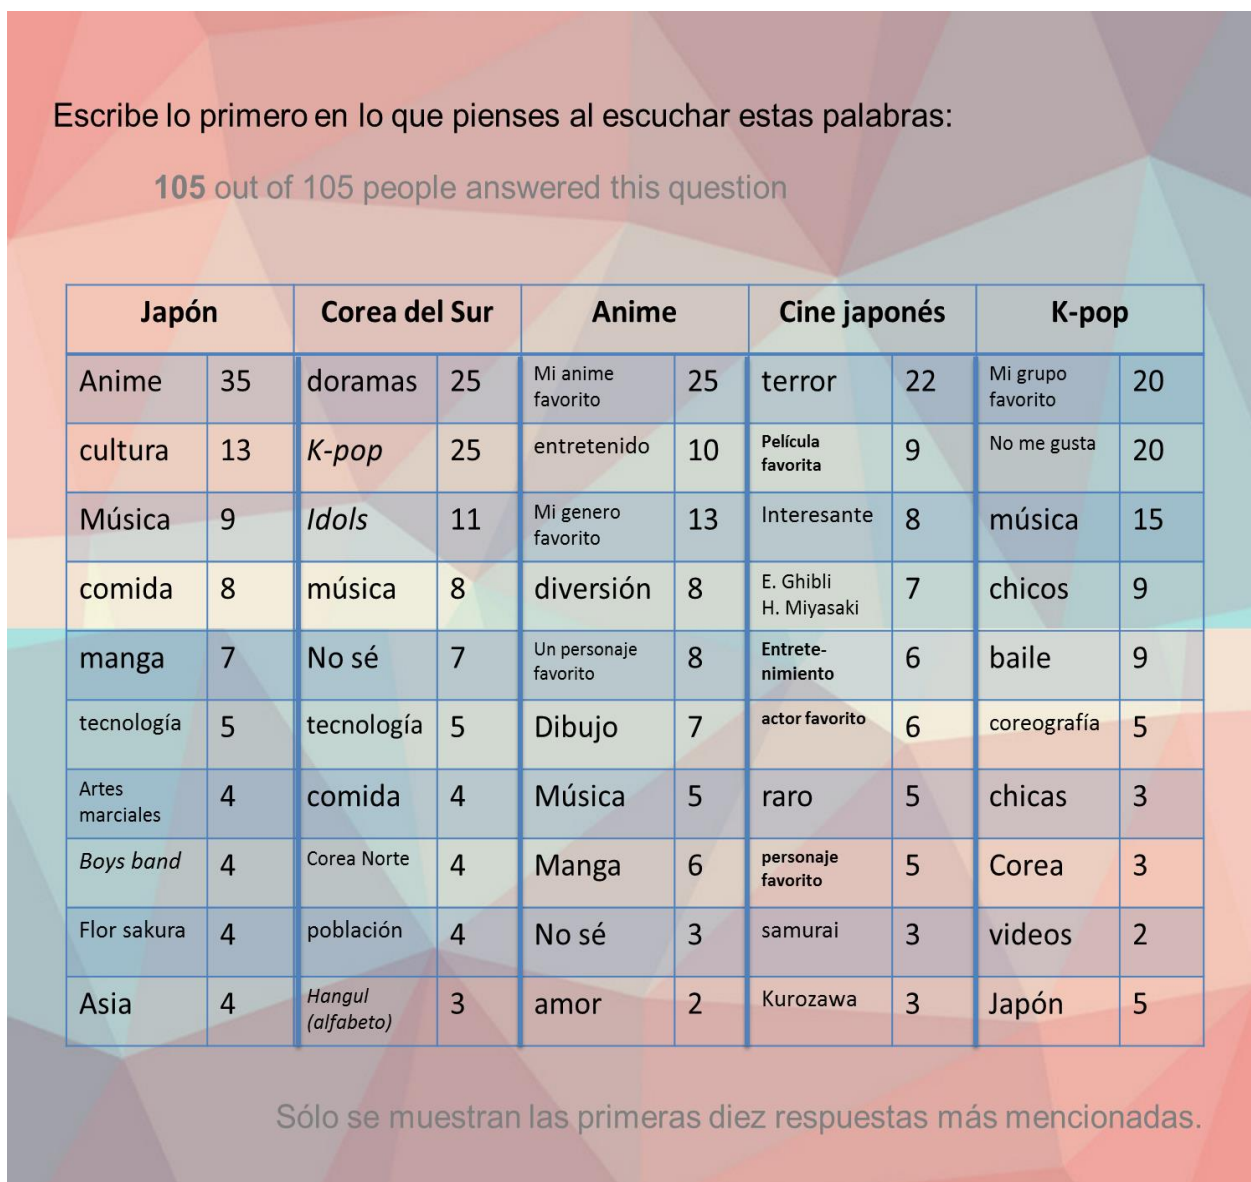 Escribe lo primero en lo que pienses al escuchar estas palabras:
105 out of 105 people answered this question
Japón Corea del Sur Anime Cine japonés K-pop
Anime 35 doramas 25 Mi anime favorito 25 terror 22 Mi grupo favorito 20
cultura 13 K-pop 25 entretenido 10 Película favorita 9 No me gusta 20
Música 9 Idols 11 Mi genero favorito 13 Interesante 8 música 15
comida 8 música 8 diversión 8 E. Ghibli H. Miyasaki 7 chicos 9
manga 7 No sé 7 Un personaje favorito 8 Entrete-nimiento 6 baile 9
tecnología 5 tecnología 5 Dibujo 7 actor favorito 6 coreografía 5
Artes marciales 4 comida 4 Música 5 raro 5 chicas 3
Boys band 4 Corea Norte 4 Manga 6 personaje favorito 5 Corea 3
Flor sakura 4 población 4 No sé 3 samurai 3 videos 2
Asia 4 Hangul (alfabeto) 3 amor 2 Kurozawa 3 Japón 5
Sólo se muestran las primeras diez respuestas más mencionadas.